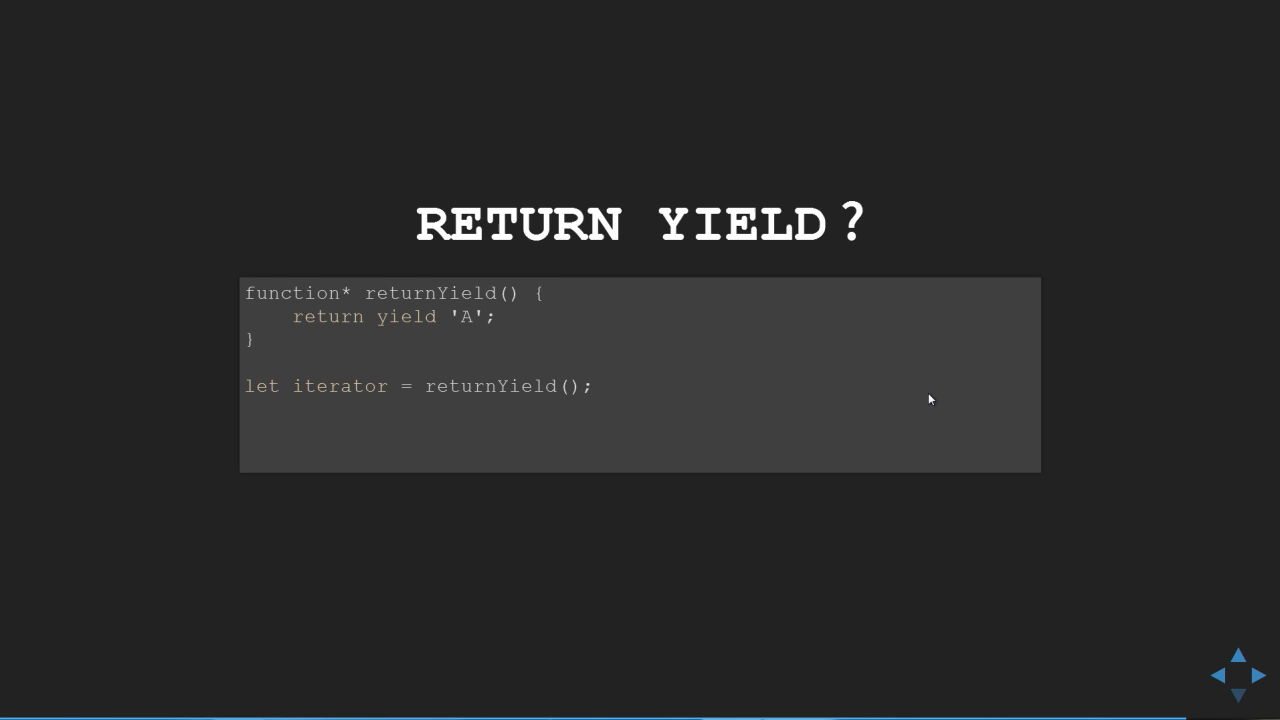 RETURN YIELD?
function* returnYield() {
    return yield 'A';
}
let iterator = returnYield();